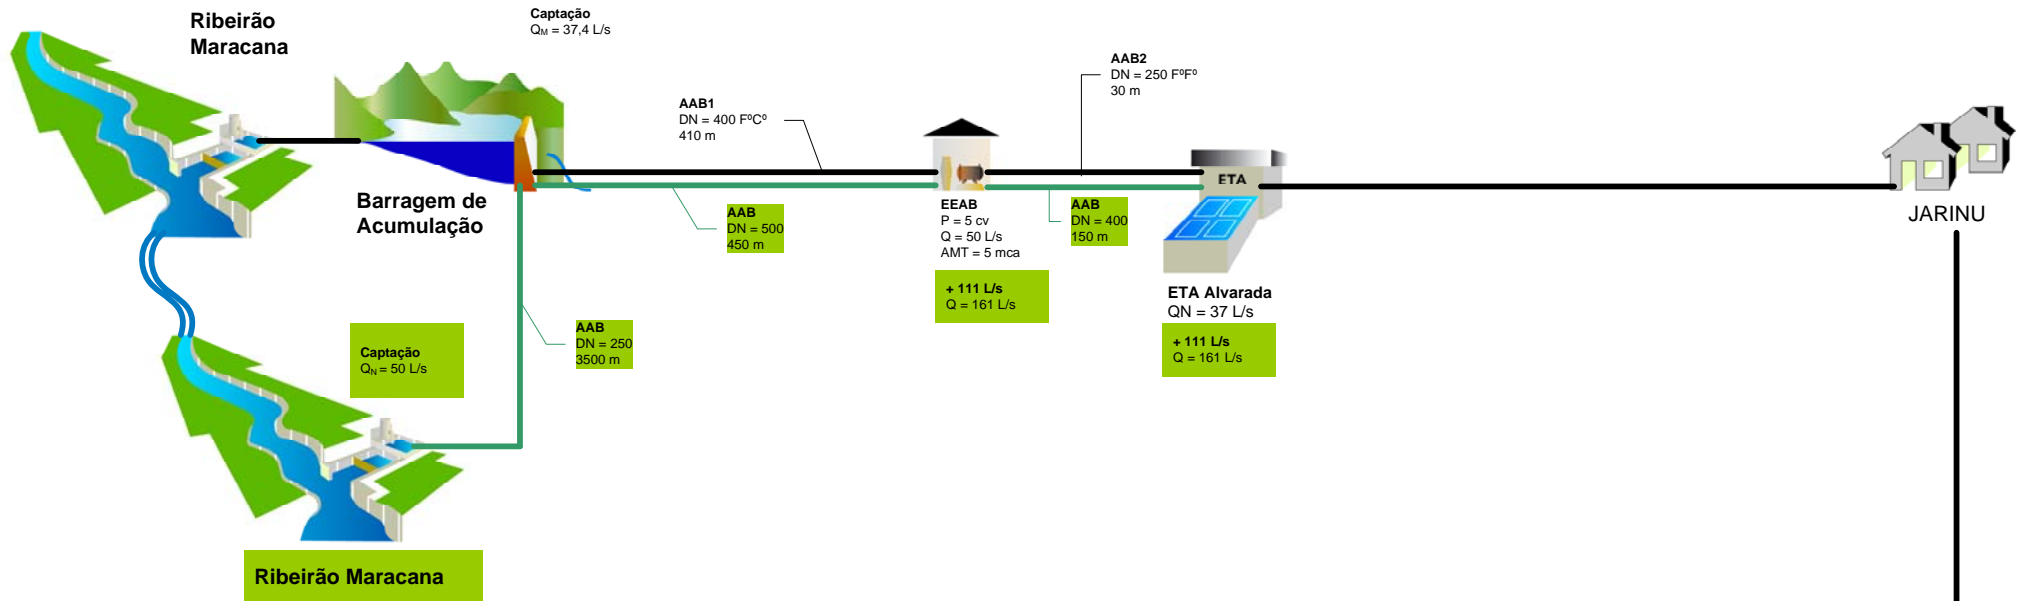 Ribeirão
Maracana
Captação
QM = 37,4 L/s
AAB1
DN = 400 FºCº
410 m
AAB2
DN = 250 FºFº
30 m
Barragem de
Acumulação
AAB
DN = 500
450 m
EEAB
P = 5 cv
Q = 50 L/s
AMT = 5 mca
AAB
DN = 400
150 m
ETA
JARINU
+ 111 L/s
Q = 161 L/s
ETA Alvarada
QN = 37 L/s
+ 111 L/s
Q = 161 L/s
AAB
DN = 250
3500 m
Captação
QN = 50 L/s
Ribeirão Maracana